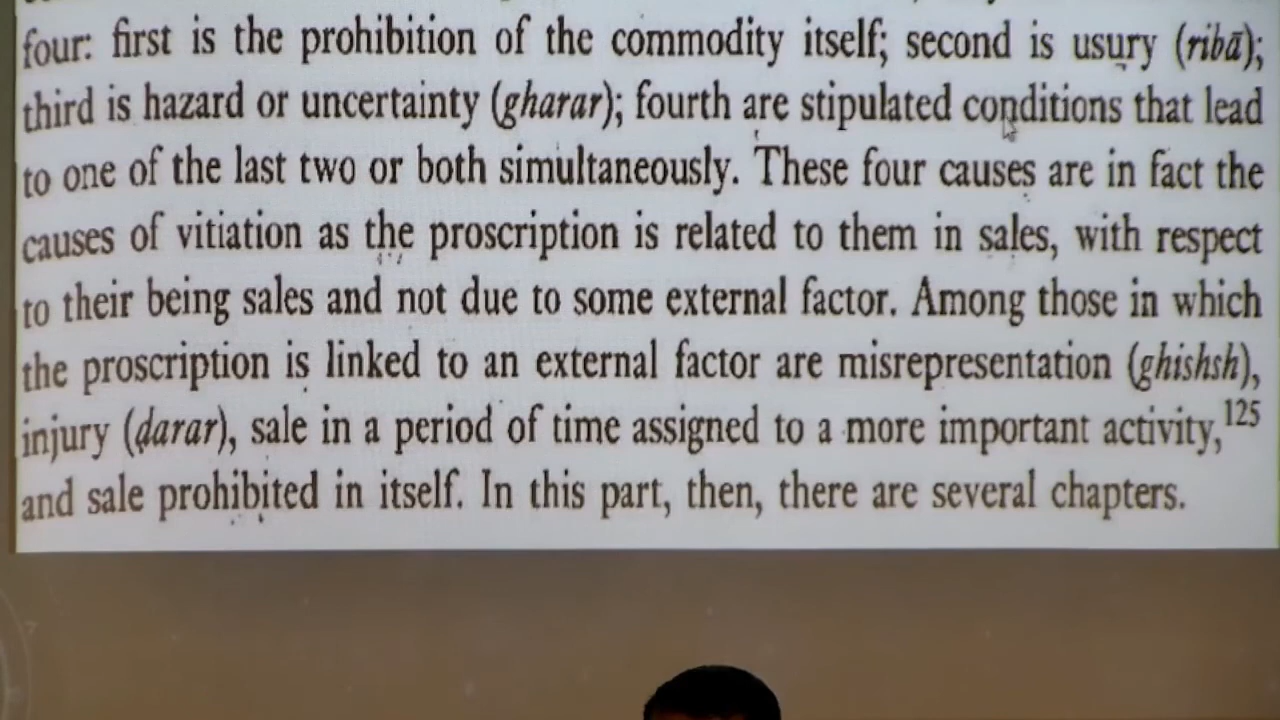 four: first is the prohibition of the commodity itself; second is usury (ribā);
third is hazard or uncertainty (gharar); fourth are stipulated conditions that lead
to one of the last two or both simultaneously. These four causes are in fact the
causes of vitiation as the proscription is related to them in sales, with respect
to their being sales and not due to some external factor. Among those in which
the proscription is linked to an external factor are misrepresentation (ghishsh),
injury (ḍarar), sale in a period of time assigned to a more important activity,125
and sale prohibited in itself. In this part, then, there are several chapters.